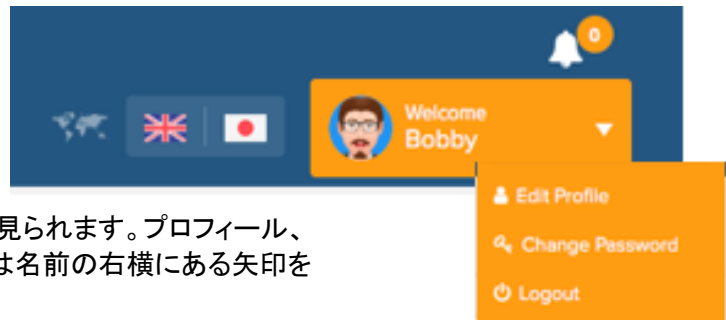 0
Welcome
Bobby
Edit Profile
見られます。プロフィール、
Change Password
は名前の右横にある矢印を
Logout